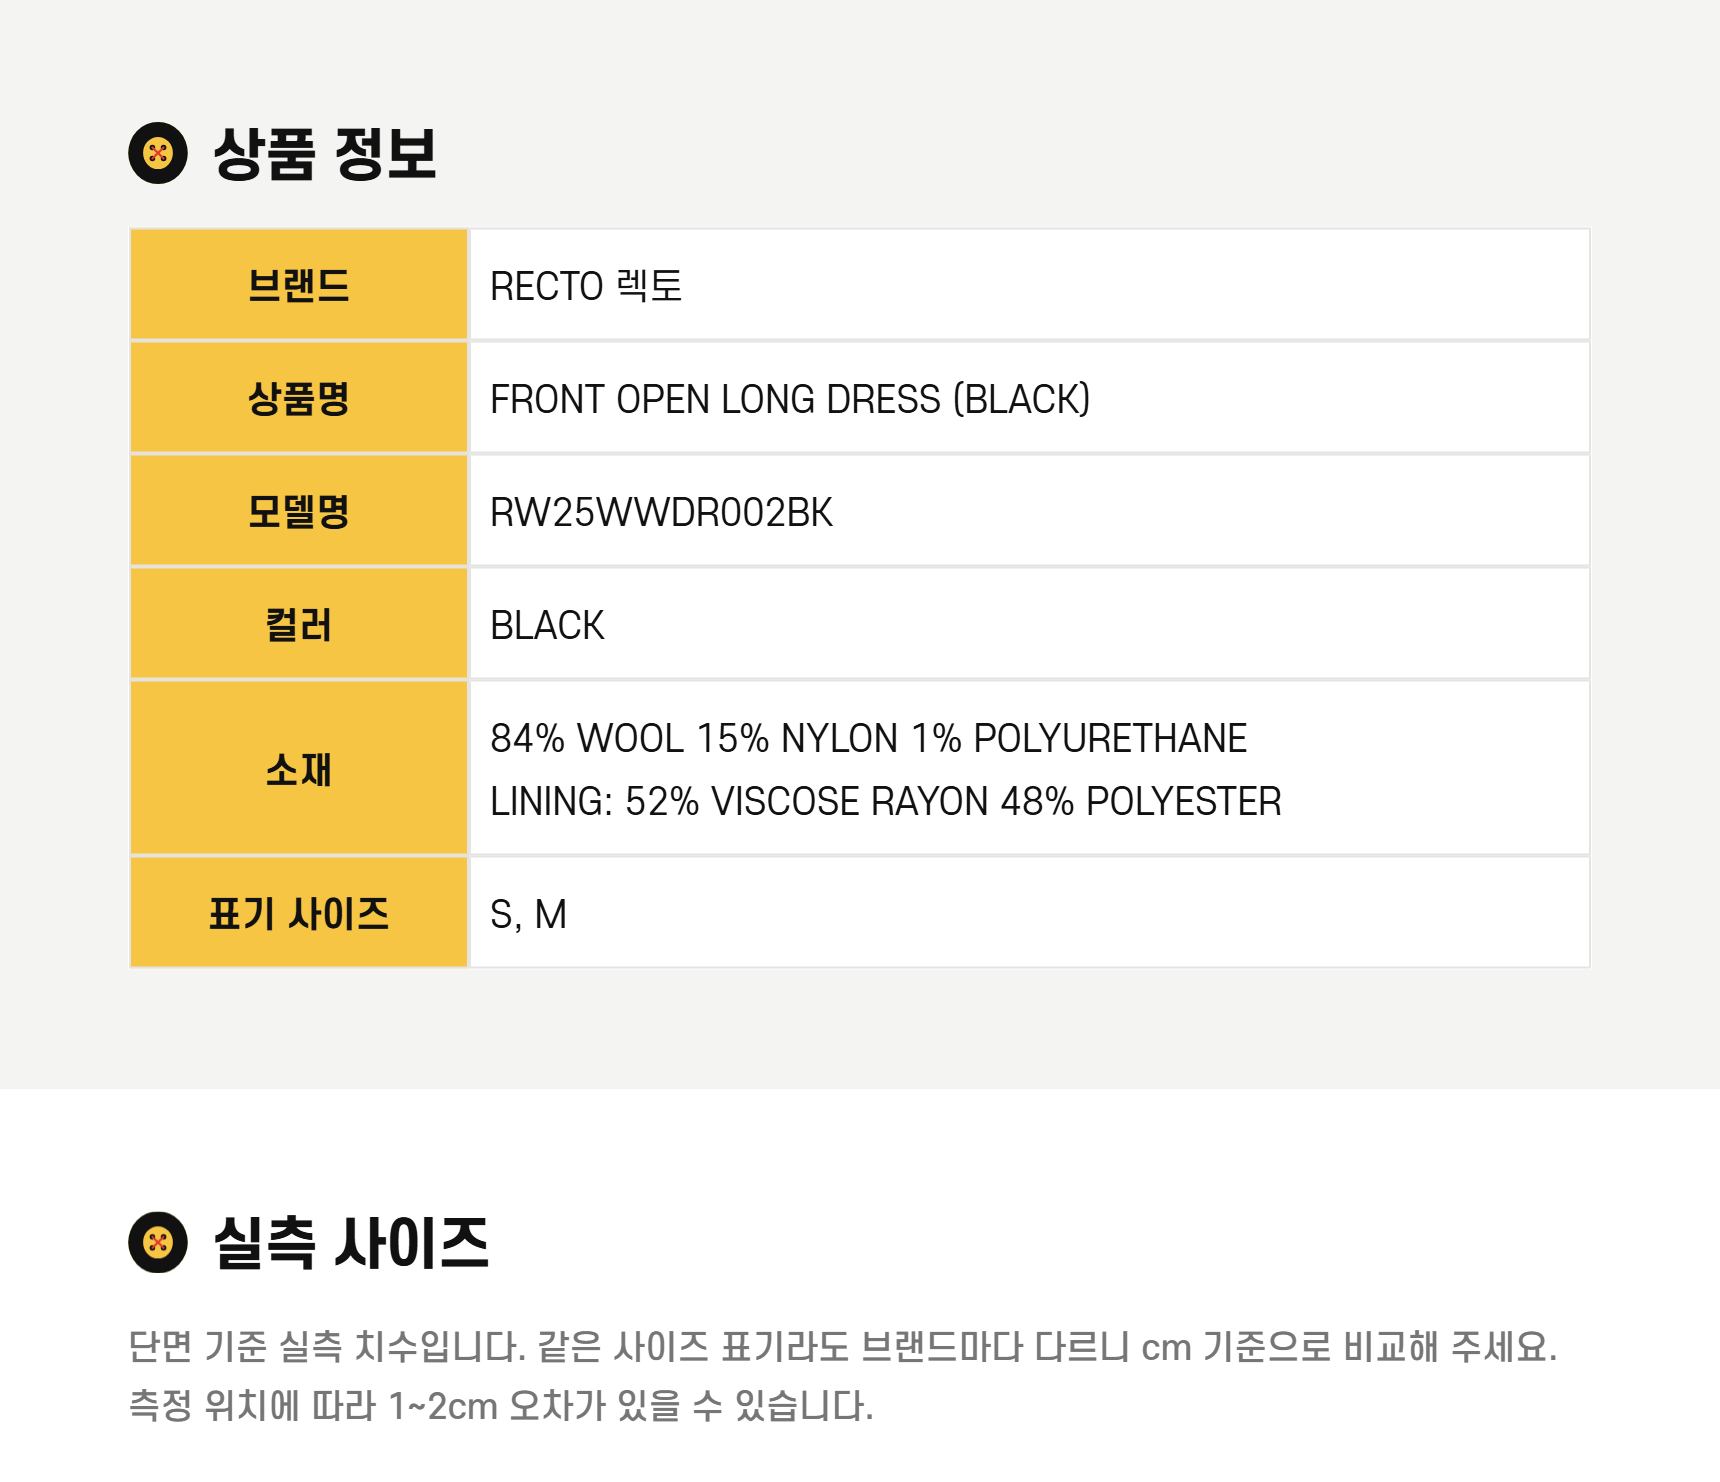 상품 정보
브랜드 RECTO 렉토
상품명 FRONT OPEN LONG DRESS (BLACK)
모델명 RW25WWDR002BK
컬러 BLACK
소재 84% WOOL 15% NYLON 1% POLYURETHANE
LINING: 52% VISCOSE RAYON 48% POLYESTER
표기 사이즈 S, M
실측 사이즈
단면 기준 실측 치수입니다. 같은 사이즈 표기라도 브랜드마다 다르니 cm 기준으로 비교해 주세요.
측정 위치에 따라 1~2cm 오차가 있을 수 있습니다.